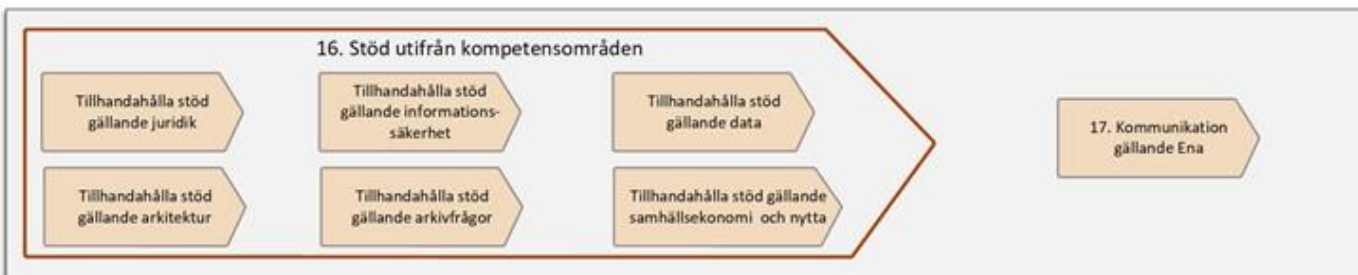 16. Stöd utifrån kompetensområden
Tillhandahålla stöd
gällande juridik
Tillhandahålla stöd
gällande informations-
säkerhet
Tillhandahålla stöd
gällande data
17. Kommunikation
gällande Ena
Tillhandahålla stöd
gällande arkitektur
Tillhandahålla stöd
gällande arkivfrågor
Tillhandahålla stöd gällande
samhällsekonomi och nytta